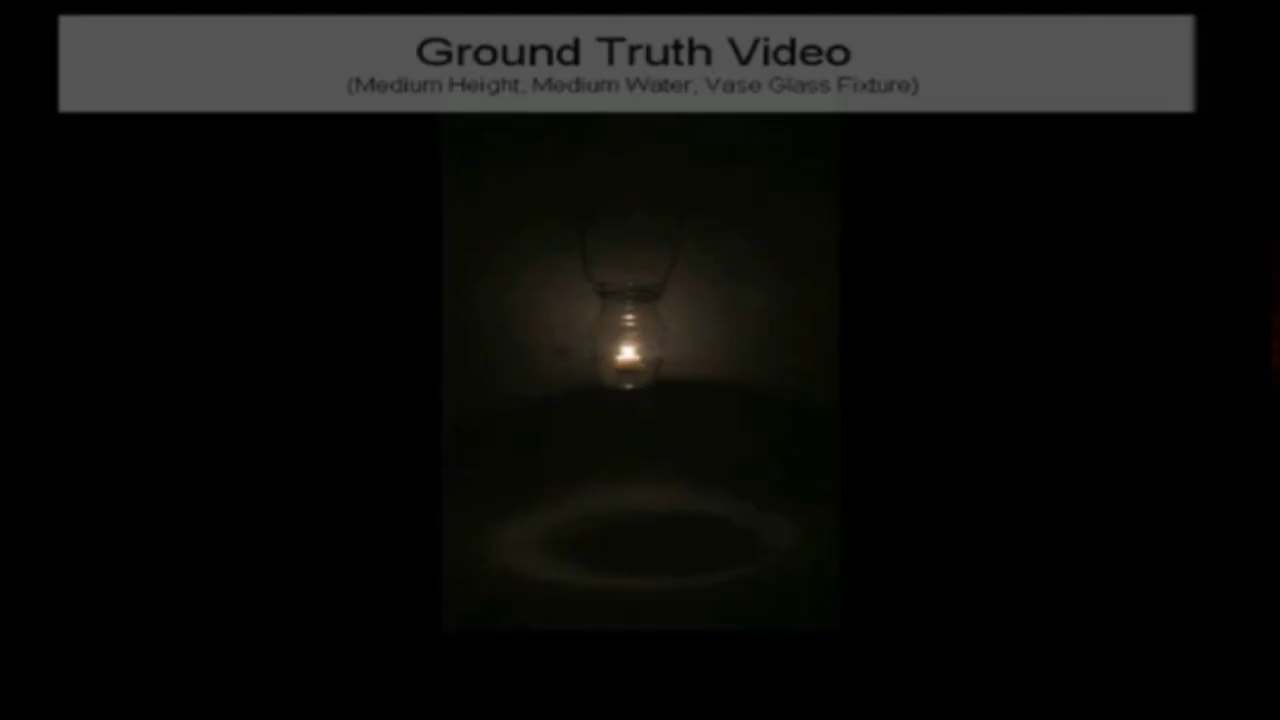 Ground Truth Video
(Medium Height, Medium Water, Vase Glass Fixture)